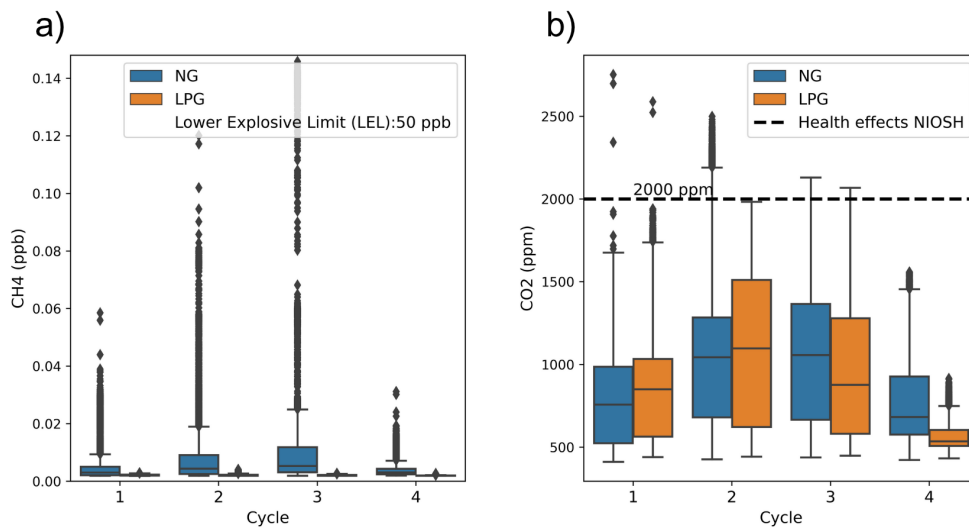 a)
b)
NG
LPG
Lower Explosive Limit (LEL):50 ppb
CH4 (ppb)
0.14
0.12
0.10
0.08
0.06
0.04
0.02
0.00
1 2 3 4
Cycle
NG
LPG
Health effects NIOSH
2000 ppm
CO2 (ppm)
2500
2000
1500
1000
500
1 2 3 4
Cycle